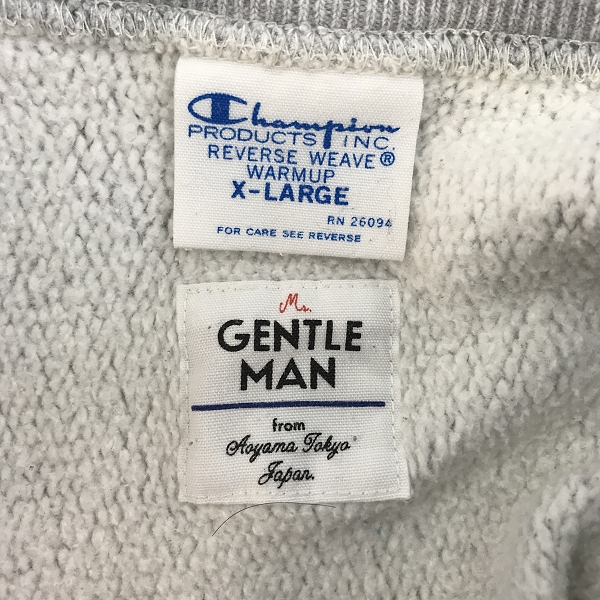 Champion
PRODUCTS INC.
REVERSE WEAVE®
WARMUP
X-LARGE
RN 26094
FOR CARE SEE REVERSE
Mr.
GENTLE
MAN
from
Aoyama Tokyo
Japan.